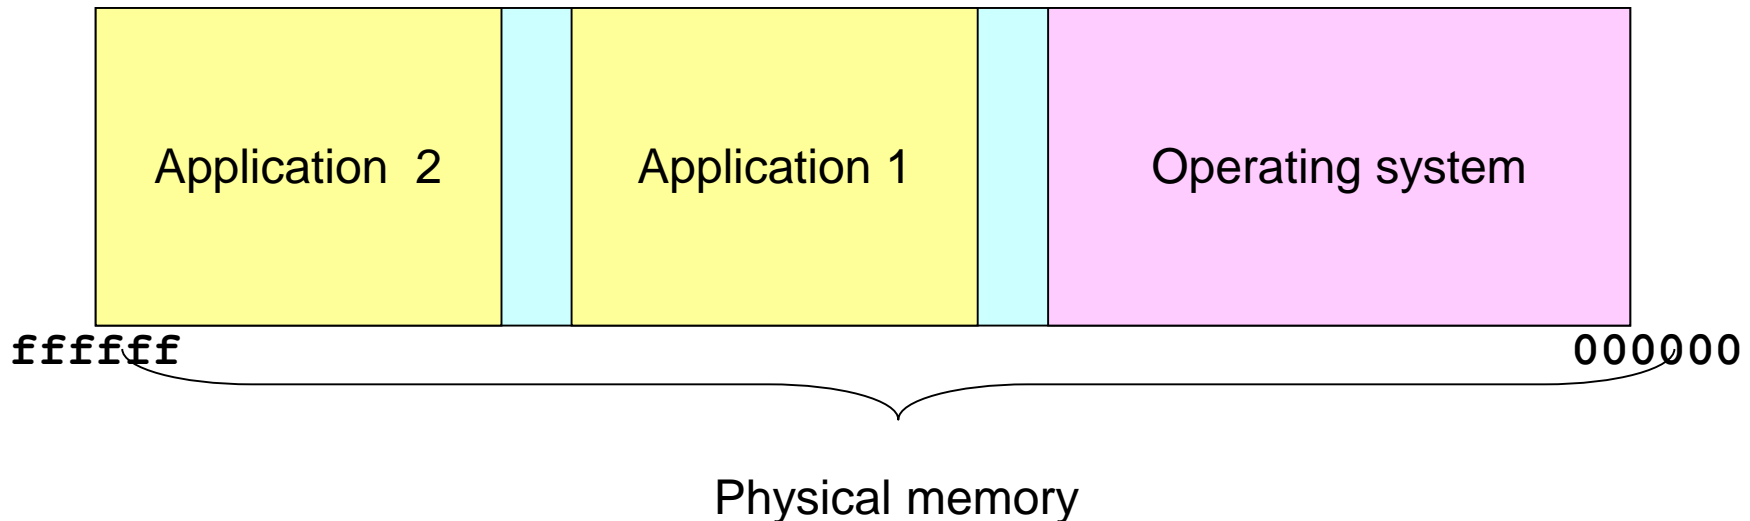 Application  2
Application 1
Operating system
ffffff
000000
Physical memory